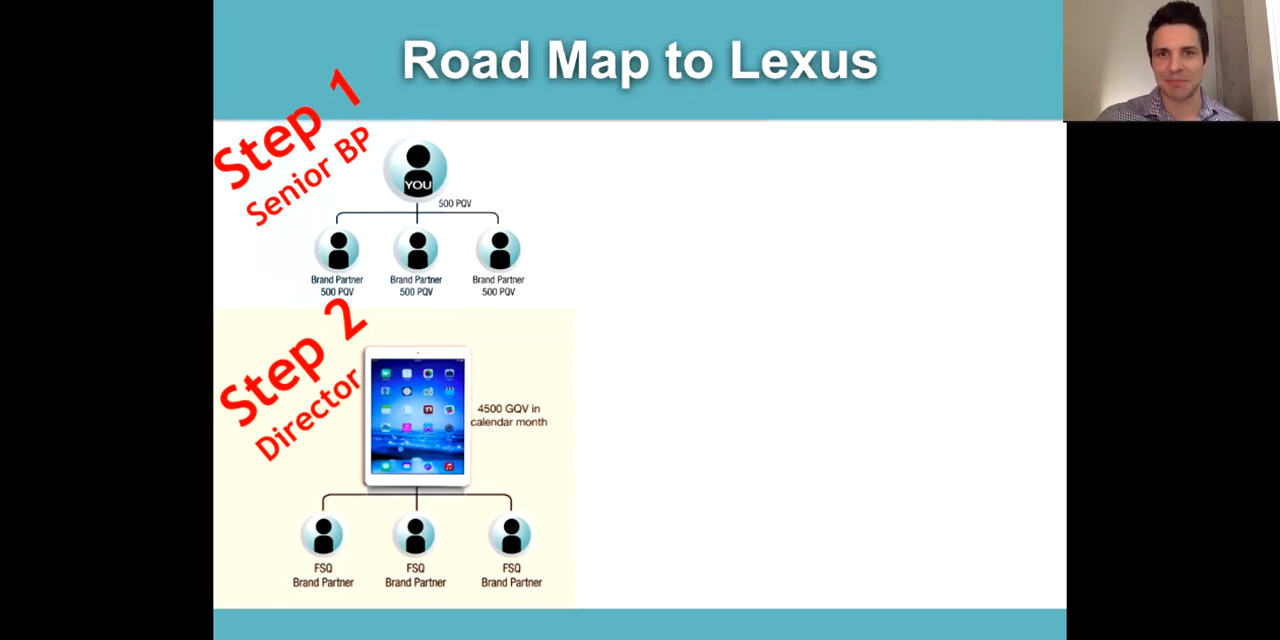 Road Map to Lexus
Step 1
Senior BP
YOU
500 PQV
Brand Partner
500 PQV
Brand Partner
500 PQV
Brand Partner
500 PQV
Step 2
Director
4500 GQV in
calendar month
FSQ
Brand Partner
FSQ
Brand Partner
FSQ
Brand Partner